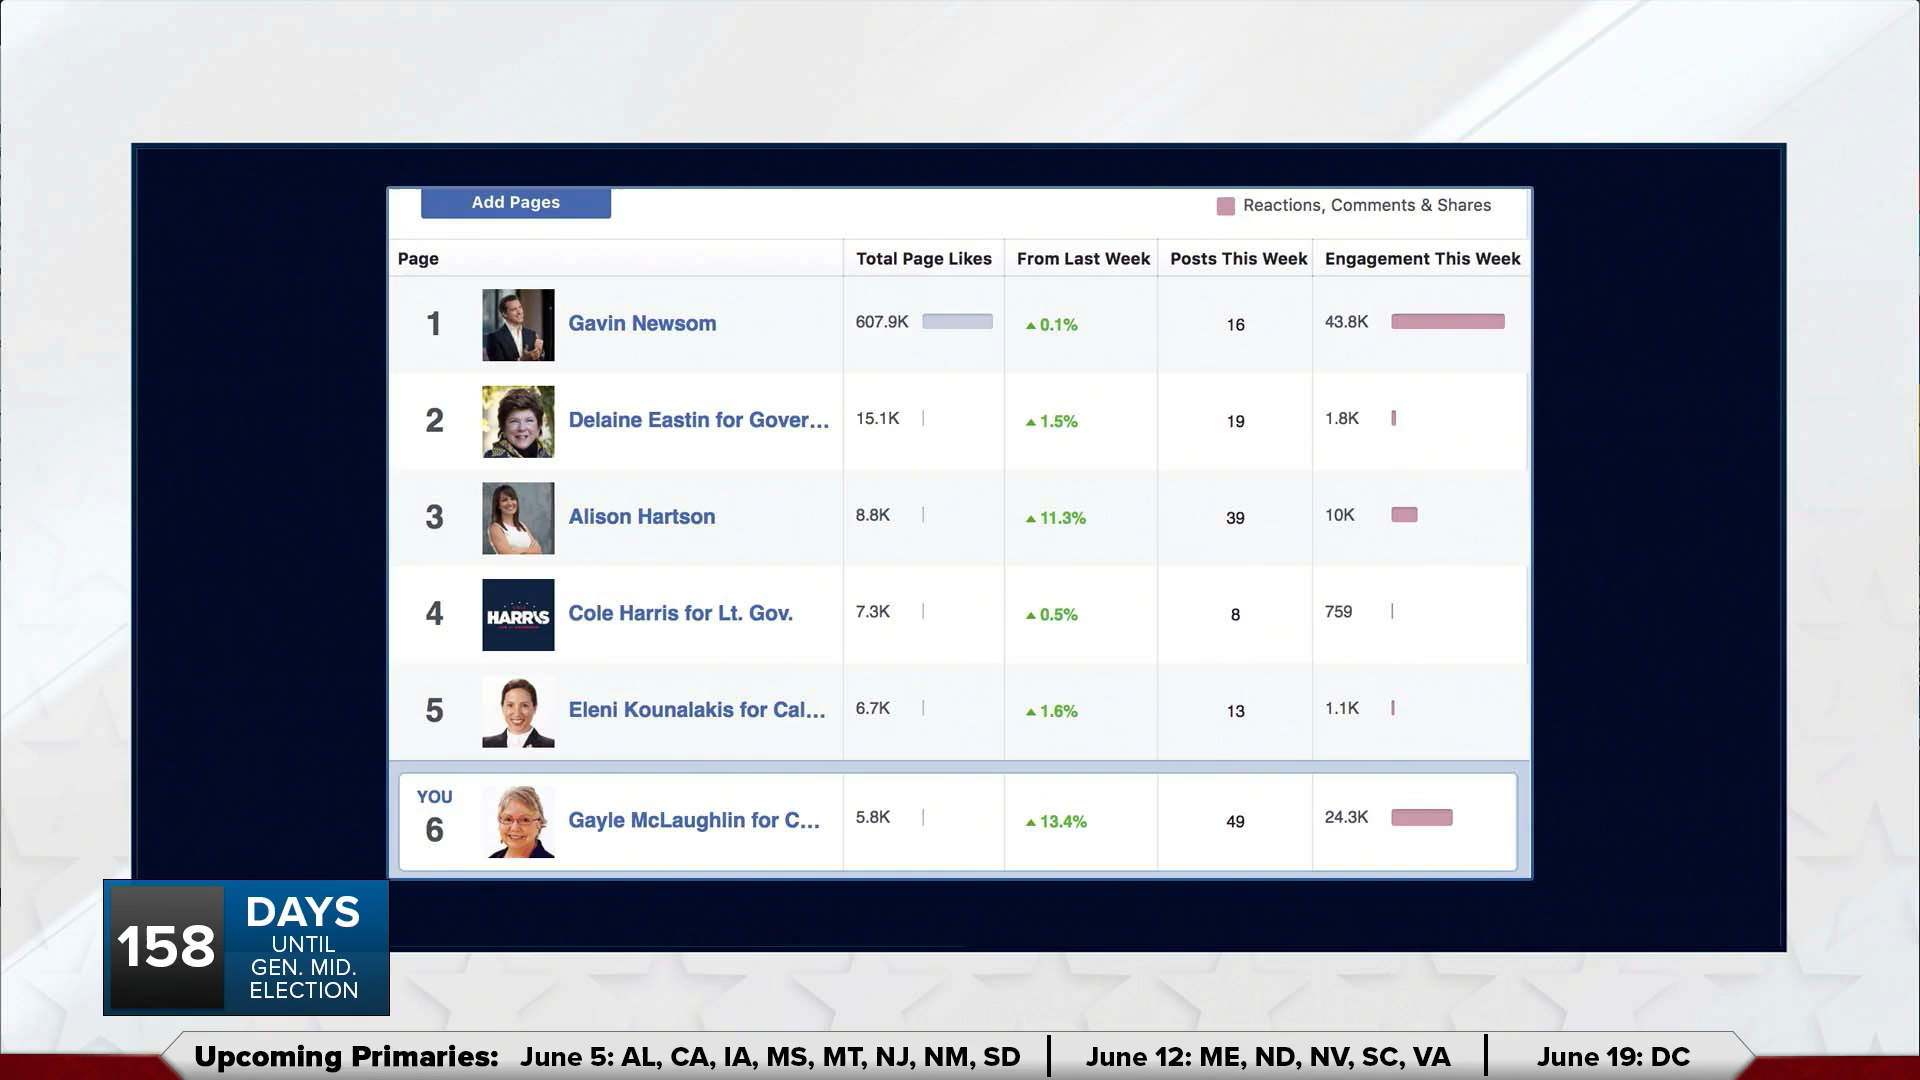 Add Pages
Reactions, Comments & Shares
Page Total Page Likes From Last Week Posts This Week Engagement This Week
1 Gavin Newsom 607.9K ▲0.1% 16 43.8K
2 Delaine Eastin for Gover... 15.1K ▲1.5% 19 1.8K
3 Alison Hartson 8.8K ▲11.3% 39 10K
4 HARRIS Cole Harris for Lt. Gov. 7.3K ▲0.5% 8 759
5 Eleni Kounalakis for Cal... 6.7K ▲1.6% 13 1.1K
YOU
6 Gayle McLaughlin for C... 5.8K ▲13.4% 49 24.3K
158 DAYS
UNTIL
GEN. MID.
ELECTION
Upcoming Primaries: June 5: AL, CA, IA, MS, MT, NJ, NM, SD | June 12: ME, ND, NV, SC, VA | June 19: DC